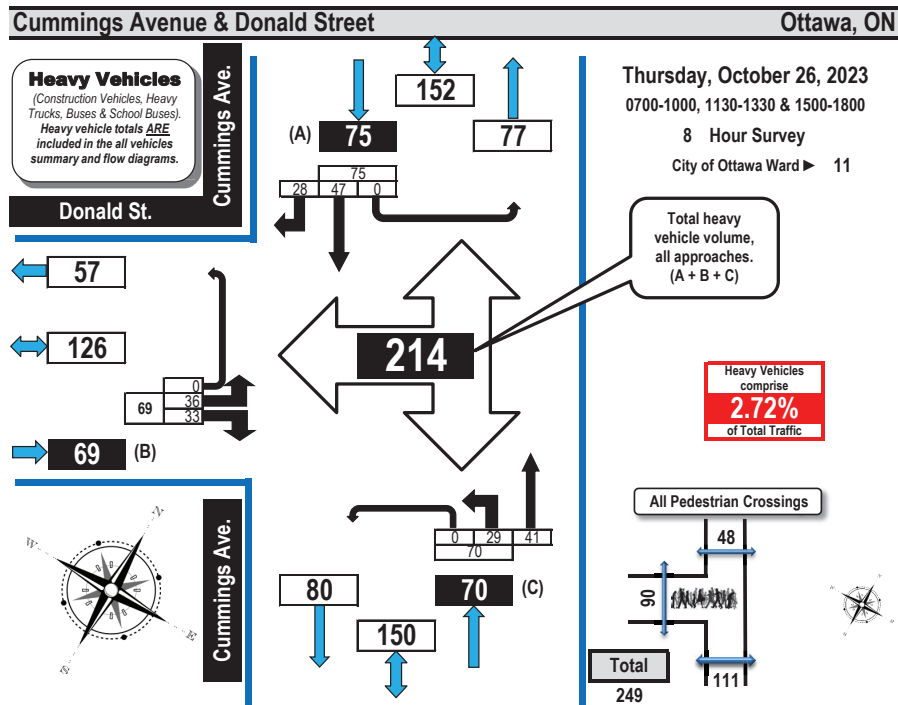 Cummings Avenue & Donald Street
Ottawa, ON
Heavy Vehicles
(Construction Vehicles, Heavy
Trucks, Buses & School Buses).
Heavy vehicle totals ARE
included in the all vehicles
summary and flow diagrams.
Cummings Ave.
Donald St.
152
(A)
75
77
75
28 47 0
Thursday, October 26, 2023
0700-1000, 1130-1330 & 1500-1800
8 Hour Survey
City of Ottawa Ward ► 11
Total heavy
vehicle volume,
all approaches.
(A + B + C)
57
126
214
0
69 36
33
69 (B)
Heavy Vehicles
comprise
2.72%
of Total Traffic
Cummings Ave.
N
W
E
S
0 29 41
70
80
70 (C)
150
All Pedestrian Crossings
48
90
111
Total
249